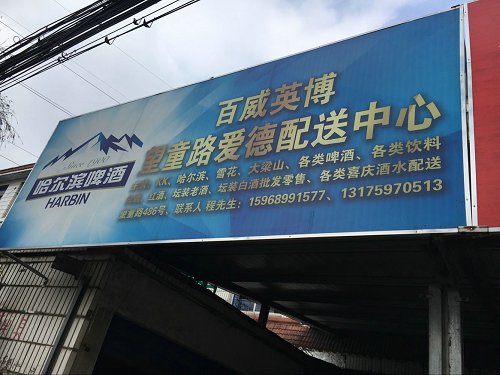 Since 1900
哈尔滨啤酒
HARBIN
百威英博
望童路爱德配送中心
KK、哈尔滨、雪花、大梁山、各类啤酒、各类饮料
红酒、坛装老酒、坛装白酒批发零售、各类喜庆酒水配送
望童路486号、联系人 程先生：15968991577、13175970513